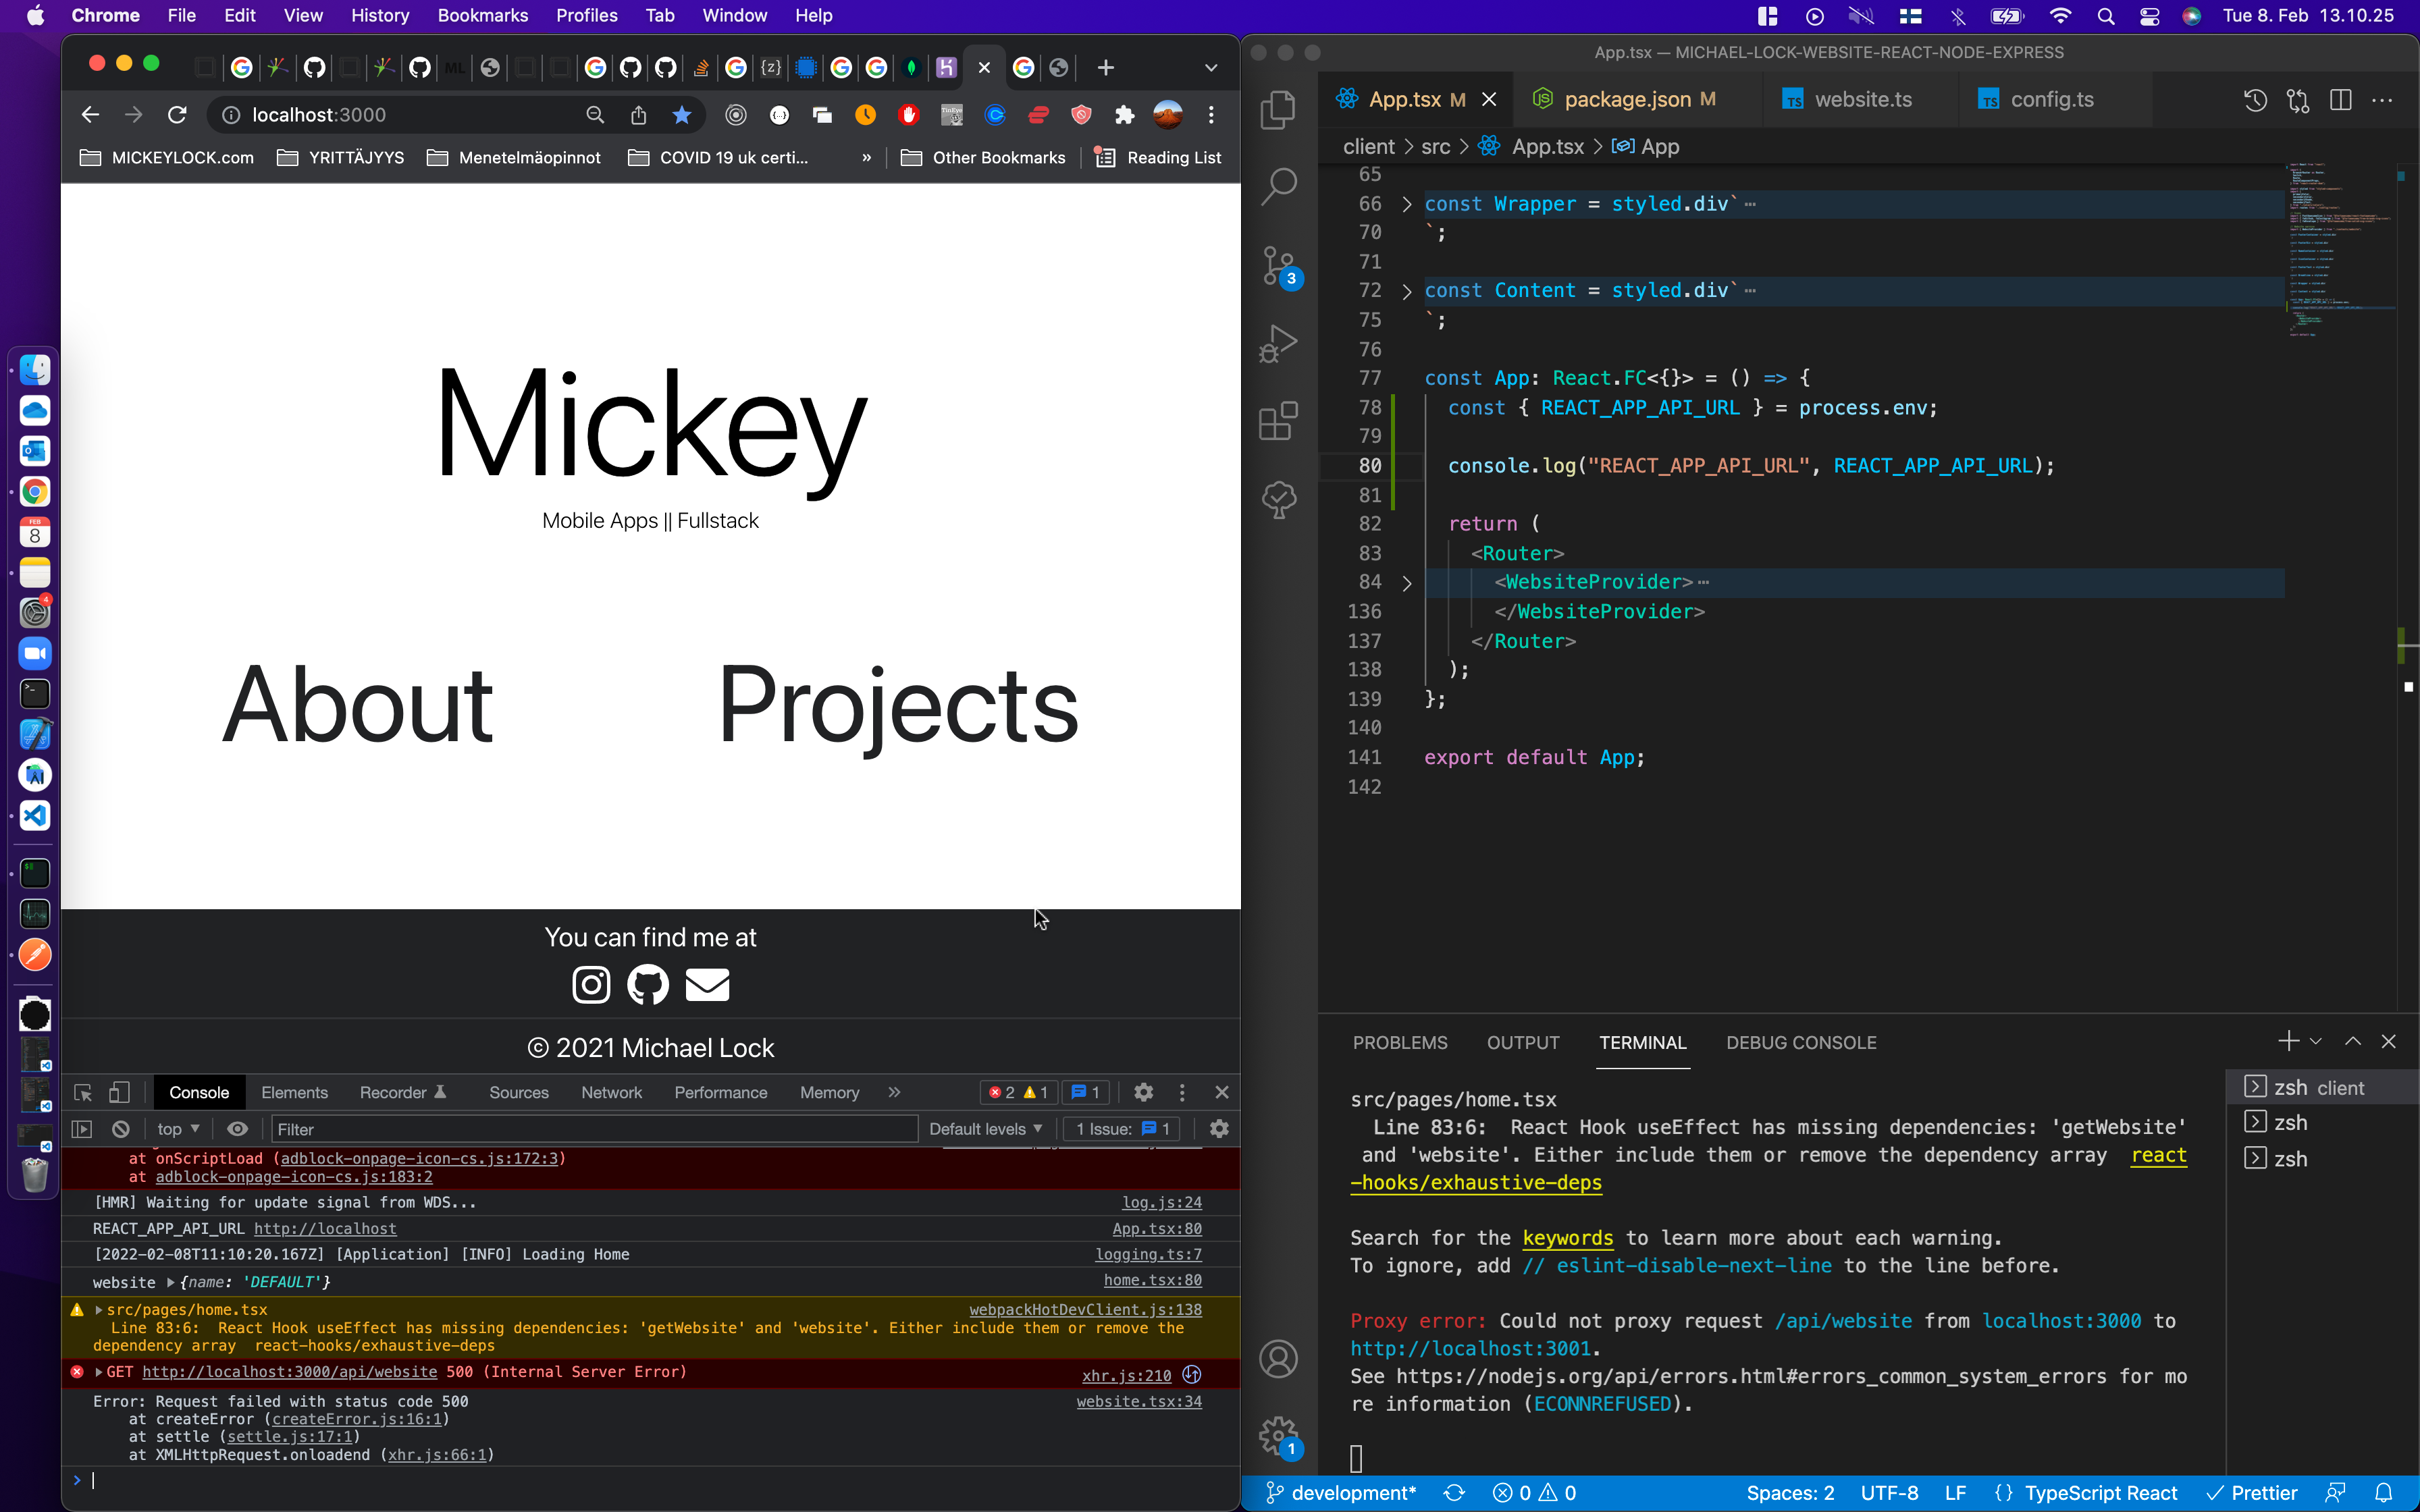 Chrome File Edit View History Bookmarks Profiles Tab Window Help
Tue 8. Feb 13.10.25
localhost:3000
MICKEYLOCK.com YRITTÄJYYS Menetelmäopinnot COVID 19 uk certi... » Other Bookmarks Reading List
Mickey
Mobile Apps || Fullstack
About Projects
You can find me at
© 2021 Michael Lock
Console Elements Recorder Sources Network Performance Memory » 2 1 1
top Filter Default levels 1 Issue: 1
at onScriptLoad (adblock-onpage-icon-cs.js:172:3)
at adblock-onpage-icon-cs.js:183:2
[HMR] Waiting for update signal from WDS... log.js:24
REACT_APP_API_URL http://localhost App.tsx:80
[2022-02-08T11:10:20.167Z] [Application] [INFO] Loading Home logging.ts:7
website {name: 'DEFAULT'} home.tsx:80
src/pages/home.tsx webpackHotDevClient.js:138
Line 83:6: React Hook useEffect has missing dependencies: 'getWebsite' and 'website'. Either include them or remove the
dependency array react-hooks/exhaustive-deps
GET http://localhost:3000/api/website 500 (Internal Server Error) xhr.js:210
Error: Request failed with status code 500 website.tsx:34
at createError (createError.js:16:1)
at settle (settle.js:17:1)
at XMLHttpRequest.onloadend (xhr.js:66:1)
>
FEB
8
4
App.tsx — MICHAEL-LOCK-WEBSITE-REACT-NODE-EXPRESS
App.tsx M package.json M website.ts config.ts
client > src > App.tsx > App
3
65
66 const Wrapper = styled.div`
70 `;
71
72 const Content = styled.div`
75 `;
76
77 const App: React.FC<{}> = () => {
78 const { REACT_APP_API_URL } = process.env;
79
80 console.log("REACT_APP_API_URL", REACT_APP_API_URL);
81
82 return (
83 <Router>
84 <WebsiteProvider>
136 </WebsiteProvider>
137 </Router>
138 );
139 };
140
141 export default App;
142
PROBLEMS OUTPUT TERMINAL DEBUG CONSOLE
src/pages/home.tsx
Line 83:6: React Hook useEffect has missing dependencies: 'getWebsite'
and 'website'. Either include them or remove the dependency array react
-hooks/exhaustive-deps
Search for the keywords to learn more about each warning.
To ignore, add // eslint-disable-next-line to the line before.
Proxy error: Could not proxy request /api/website from localhost:3000 to
http://localhost:3001.
See https://nodejs.org/api/errors.html#errors_common_system_errors for mo
re information (ECONNREFUSED).
zsh client
zsh
zsh
1
development* 0 0 Spaces: 2 UTF-8 LF {} TypeScript React Prettier